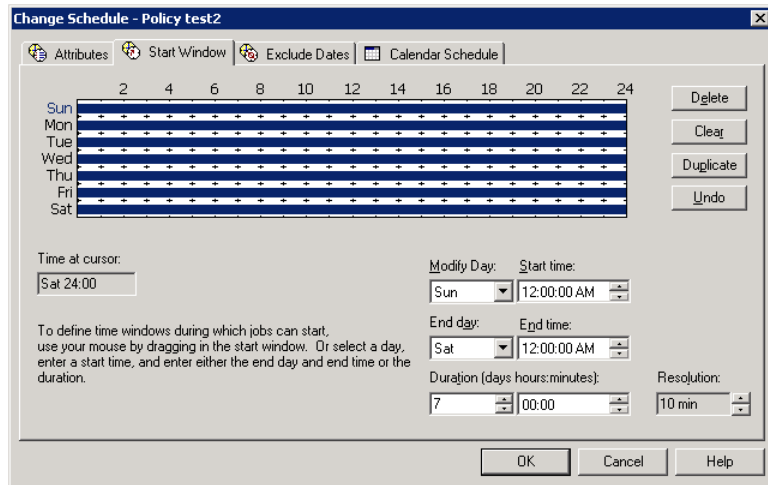 Change Schedule - Policy test2
Attributes Start Window Exclude Dates Calendar Schedule
2 4 6 8 10 12 14 16 18 20 22 24
Sun
Mon
Tue
Wed
Thu
Fri
Sat
Delete
Clear
Duplicate
Undo
Time at cursor:
Sat 24:00
To define time windows during which jobs can start,
use your mouse by dragging in the start window. Or select a day,
enter a start time, and enter either the end day and end time or the
duration.
Modify Day: Start time:
Sun 12:00:00 AM
End day: End time:
Sat 12:00:00 AM
Duration (days hours:minutes): Resolution:
7 00:00 10 min
OK Cancel Help